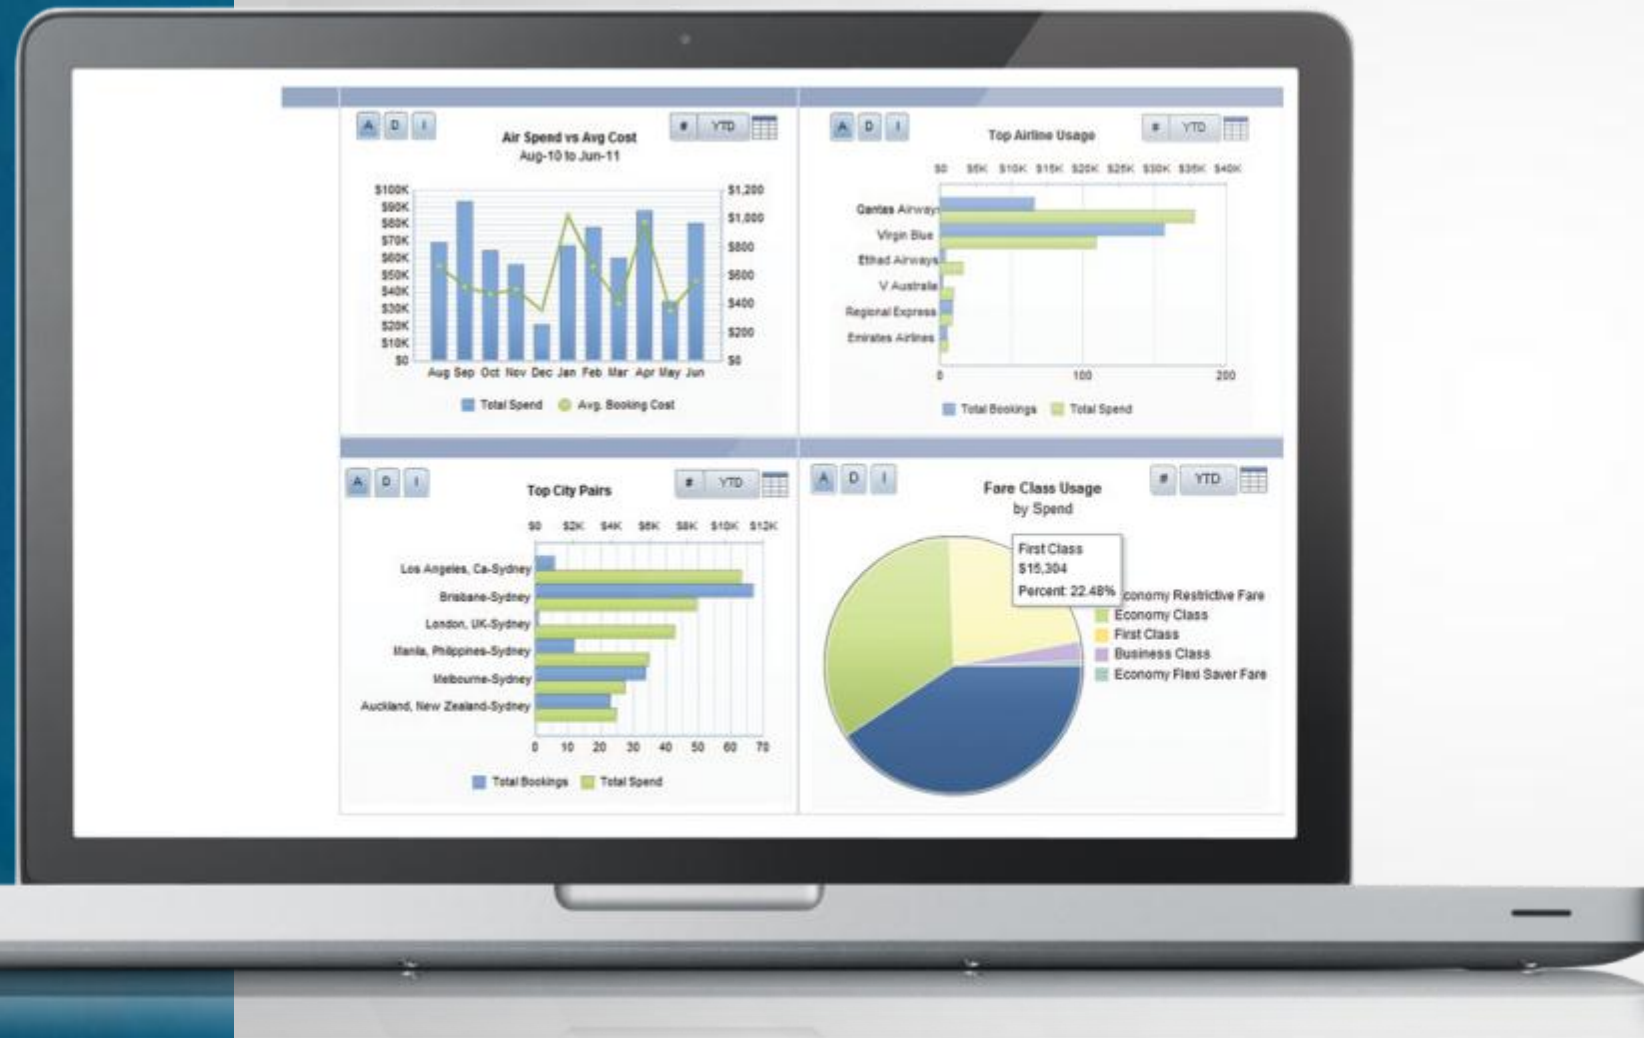 A D I
Air Spend vs Avg Cost
Aug-10 to Jun-11
# YTD
$100K
$90K
$80K
$70K
$60K
$50K
$40K
$30K
$20K
$10K
$0
$1,200
$1,000
$800
$600
$400
$200
$0
Aug Sep Oct Nov Dec Jan Feb Mar Apr May Jun
Total Spend Avg. Booking Cost
A D I
Top Airline Usage
# YTD
$0 $5K $10K $15K $20K $25K $30K $35K $40K
Qantas Airways
Virgin Blue
Etihad Airways
V Australia
Regional Express
Emirates Airlines
0 100 200
Total Bookings Total Spend
A D I
Top City Pairs
# YTD
$0 $2K $4K $6K $8K $10K $12K
Los Angeles, Ca-Sydney
Brisbane-Sydney
London, UK-Sydney
Manila, Philippines-Sydney
Melbourne-Sydney
Auckland, New Zealand-Sydney
0 10 20 30 40 50 60 70
Total Bookings Total Spend
A D I
Fare Class Usage
by Spend
# YTD
First Class
$15,304
Percent: 22.48%
conomy Restrictive Fare
Economy Class
First Class
Business Class
Economy Flexi Saver Fare